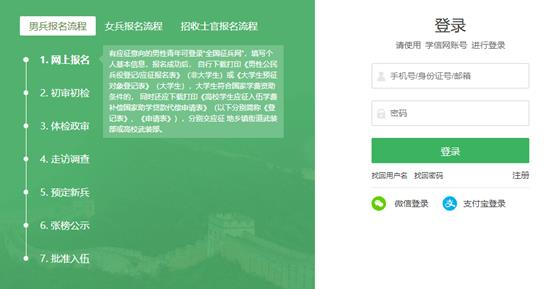 男兵报名流程 女兵报名流程 招收士官报名流程
1. 网上报名
有应征意向的男性青年可登录“全国征兵网”，填写个
人基本信息，报名成功后， 自行下载打印《男性公民
兵役登记/应征报名表》（非大学生）或《大学生预征
对象登记表》（大学生），大学生符合国家学费资助
条件的， 同时还应下载打印《高校学生应征入伍学费
补偿国家助学贷款代偿申请表》（以下分别简称《登
记表》、《申请表》），分别交应征 地乡镇街道武装
部或高校武装部。
2. 初审初检
3. 体检政审
4. 走访调查
5. 预定新兵
6. 张榜公示
7. 批准入伍
登录
请使用 学信网账号 进行登录
手机号/身份证号/邮箱
密码
登录
找回用户名 找回密码 注册
微信登录 支付宝登录